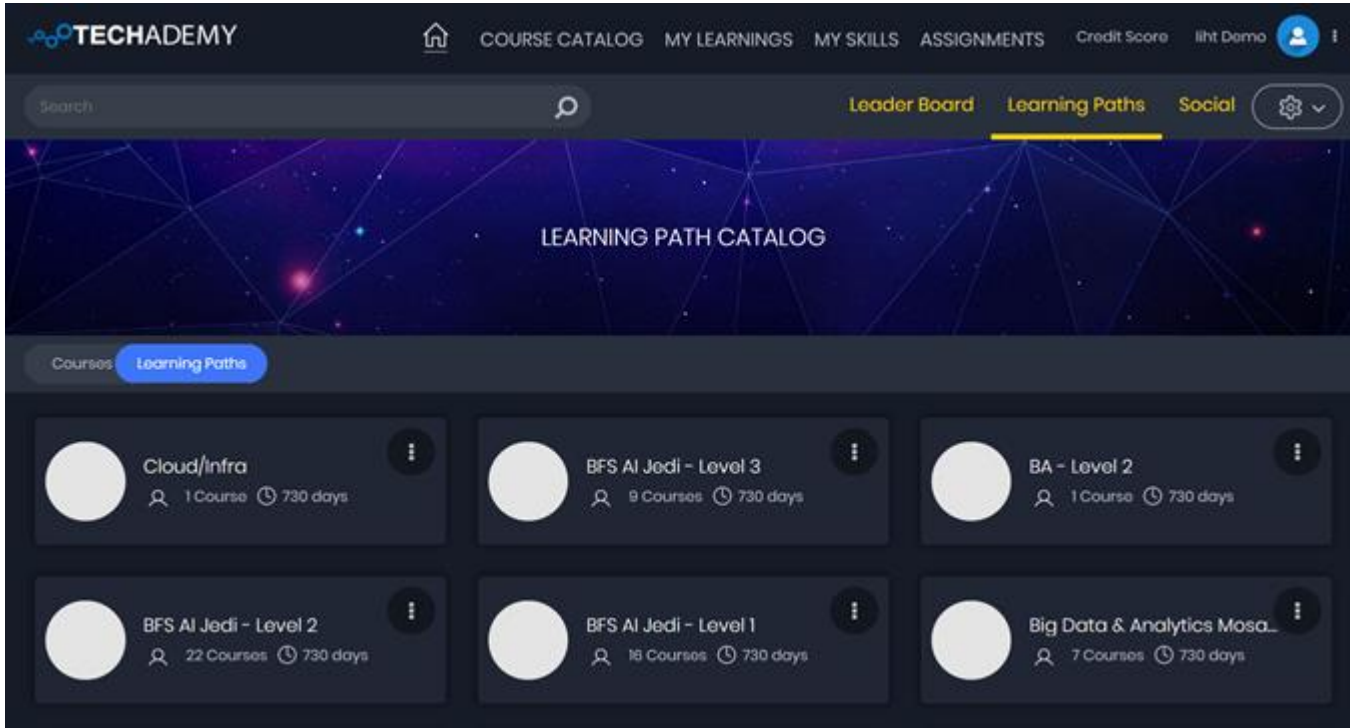 TECHADEMY
COURSE CATALOG MY LEARNINGS MY SKILLS ASSIGNMENTS Credit Score liht Demo
Search
Leader Board Learning Paths Social
LEARNING PATH CATALOG
Courses Learning Paths
Cloud/Infra
1 Course 730 days
BFS AI Jedi - Level 3
9 Courses 730 days
BA - Level 2
1 Course 730 days
BFS AI Jedi - Level 2
22 Courses 730 days
BFS AI Jedi - Level 1
16 Courses 730 days
Big Data & Analytics Mosa...
7 Courses 730 days